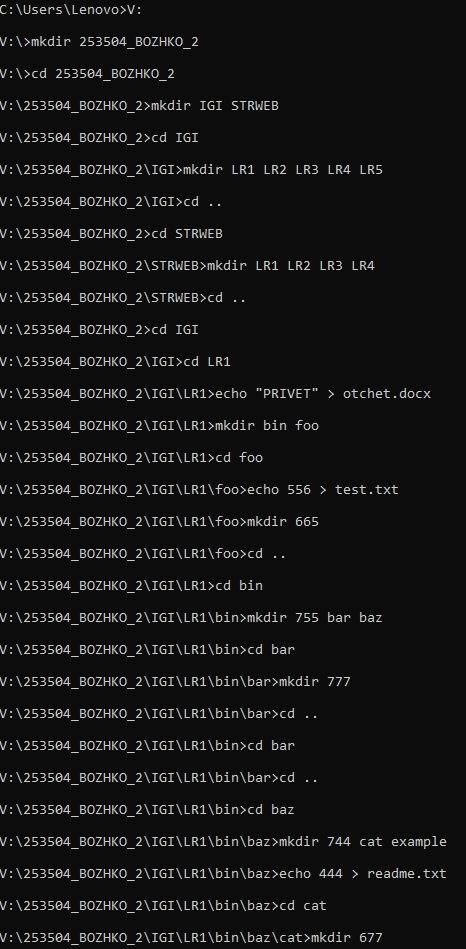 C:\Users\Lenovo>V:
V:\>mkdir 253504_BOZHKO_2
V:\>cd 253504_BOZHKO_2
V:\253504_BOZHKO_2>mkdir IGI STRWEB
V:\253504_BOZHKO_2>cd IGI
V:\253504_BOZHKO_2\IGI>mkdir LR1 LR2 LR3 LR4 LR5
V:\253504_BOZHKO_2\IGI>cd ..
V:\253504_BOZHKO_2>cd STRWEB
V:\253504_BOZHKO_2\STRWEB>mkdir LR1 LR2 LR3 LR4
V:\253504_BOZHKO_2\STRWEB>cd ..
V:\253504_BOZHKO_2>cd IGI
V:\253504_BOZHKO_2\IGI>cd LR1
V:\253504_BOZHKO_2\IGI\LR1>echo "PRIVET" > otchet.docx
V:\253504_BOZHKO_2\IGI\LR1>mkdir bin foo
V:\253504_BOZHKO_2\IGI\LR1>cd foo
V:\253504_BOZHKO_2\IGI\LR1\foo>echo 556 > test.txt
V:\253504_BOZHKO_2\IGI\LR1\foo>mkdir 665
V:\253504_BOZHKO_2\IGI\LR1\foo>cd ..
V:\253504_BOZHKO_2\IGI\LR1>cd bin
V:\253504_BOZHKO_2\IGI\LR1\bin>mkdir 755 bar baz
V:\253504_BOZHKO_2\IGI\LR1\bin>cd bar
V:\253504_BOZHKO_2\IGI\LR1\bin\bar>mkdir 777
V:\253504_BOZHKO_2\IGI\LR1\bin\bar>cd ..
V:\253504_BOZHKO_2\IGI\LR1\bin>cd bar
V:\253504_BOZHKO_2\IGI\LR1\bin\bar>cd ..
V:\253504_BOZHKO_2\IGI\LR1\bin>cd baz
V:\253504_BOZHKO_2\IGI\LR1\bin\baz>mkdir 744 cat example
V:\253504_BOZHKO_2\IGI\LR1\bin\baz>echo 444 > readme.txt
V:\253504_BOZHKO_2\IGI\LR1\bin\baz>cd cat
V:\253504_BOZHKO_2\IGI\LR1\bin\baz\cat>mkdir 677